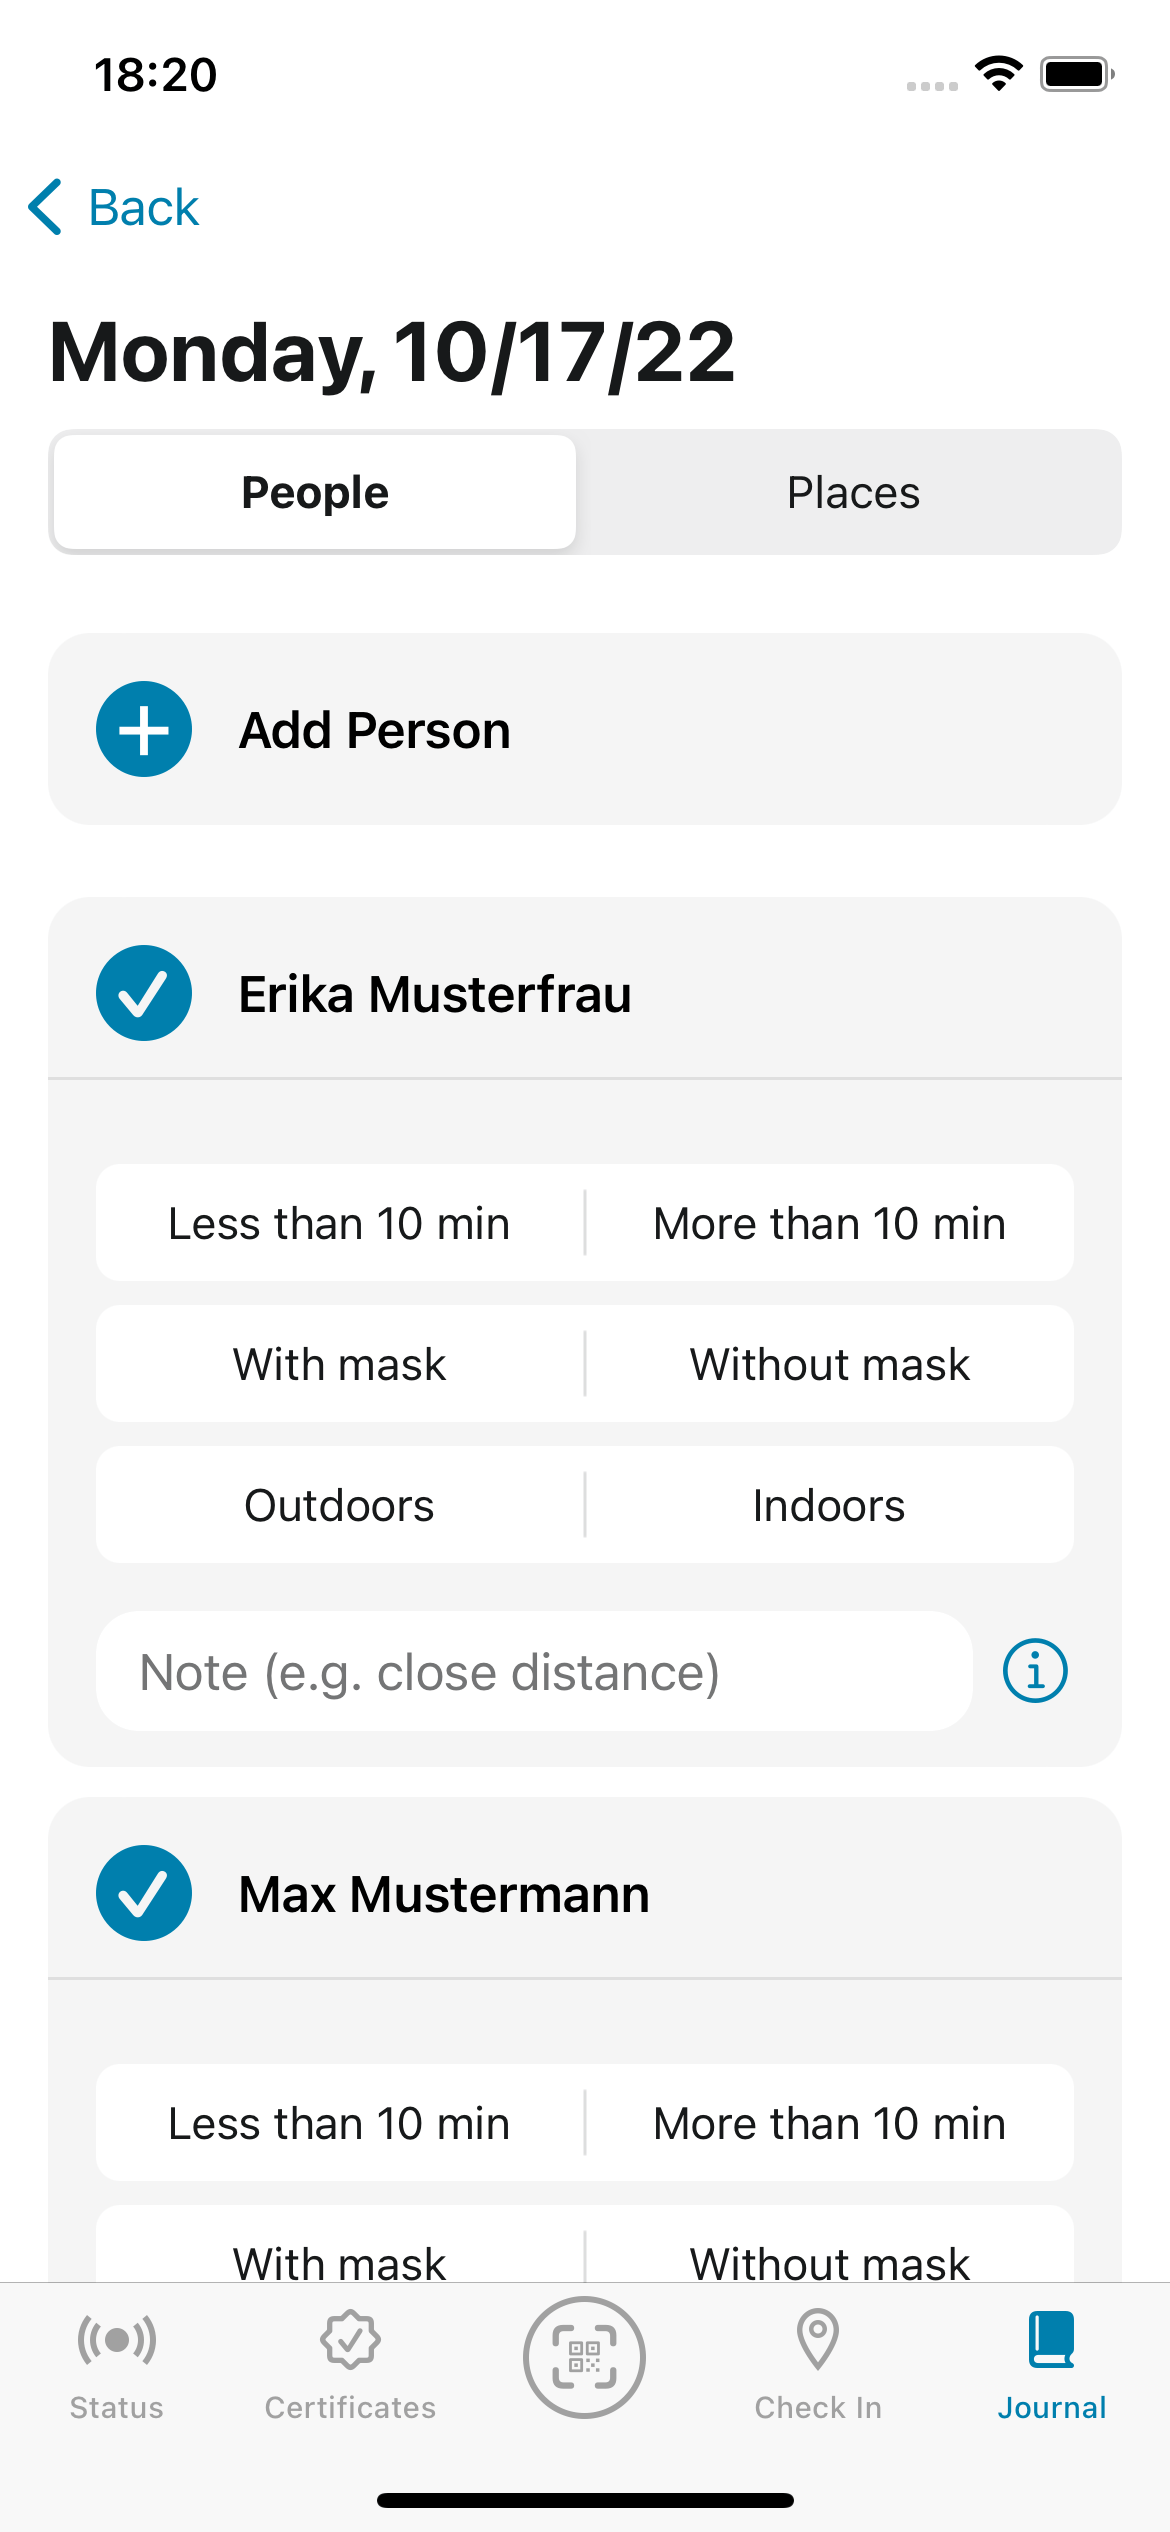 18:20
Back
Monday, 10/17/22
People Places
Add Person
Erika Musterfrau
Less than 10 min More than 10 min
With mask Without mask
Outdoors Indoors
Note (e.g. close distance)
Max Mustermann
Less than 10 min More than 10 min
With mask Without mask
Status Certificates Check In Journal